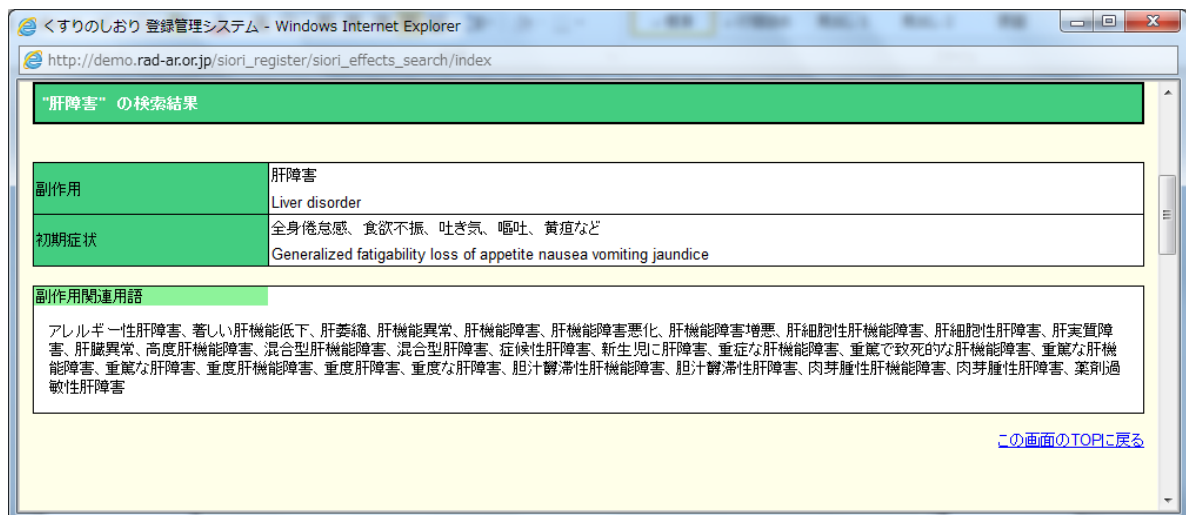 くすりのしおり 登録管理システム - Windows Internet Explorer
http://demo.rad-ar.or.jp/siori_register/siori_effects_search/index
"肝障害" の検索結果
副作用
肝障害
Liver disorder
初期症状
全身倦怠感、食欲不振、吐き気、嘔吐、黄疸など
Generalized fatigability loss of appetite nausea vomiting jaundice
副作用関連用語
アレルギー性肝障害、著しい肝機能低下、肝萎縮、肝機能異常、肝機能障害、肝機能障害悪化、肝機能障害増悪、肝細胞性肝機能障害、肝細胞性肝障害、肝実質障
害、肝臓異常、高度肝機能障害、混合型肝機能障害、混合型肝障害、症候性肝障害、新生児に肝障害、重症な肝機能障害、重篤で致死的な肝機能障害、重篤な肝機
能障害、重篤な肝障害、重度肝機能障害、重度肝障害、重度な肝障害、胆汁鬱滞性肝機能障害、胆汁鬱滞性肝障害、肉芽腫性肝機能障害、肉芽腫性肝障害、薬剤過
敏性肝障害
この画面のTOPに戻る